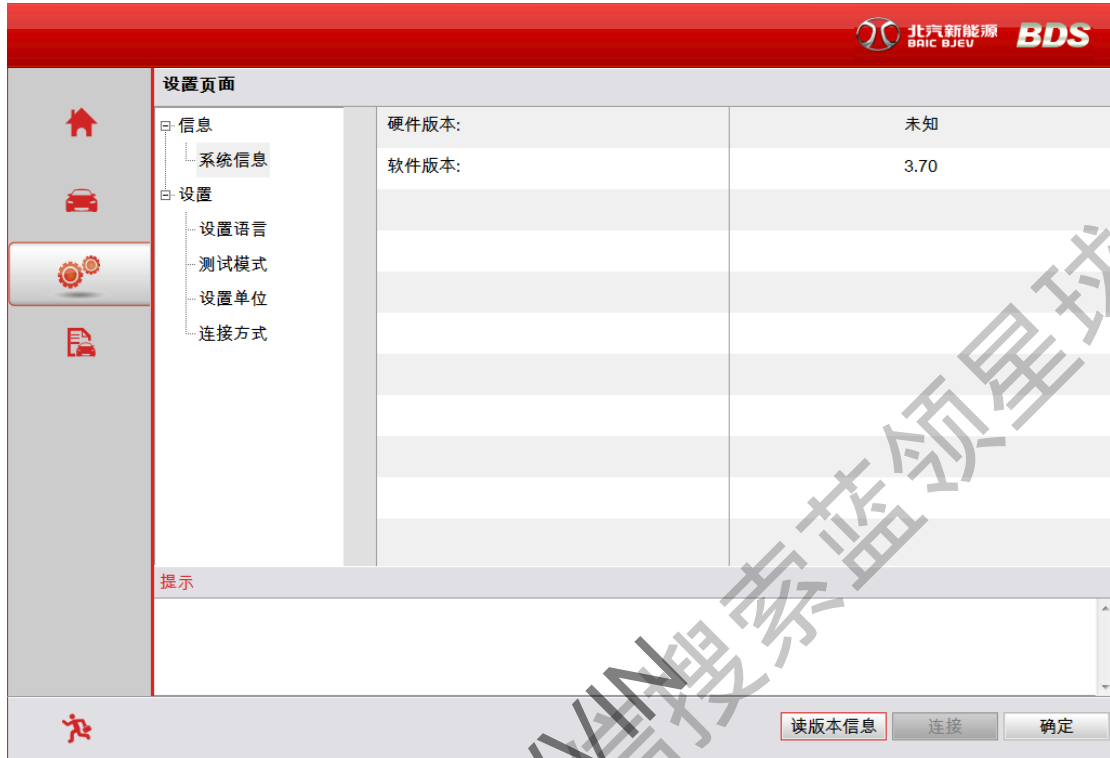 北汽新能源
BAIC BJEV
BDS
设置页面
信息
系统信息
设置
设置语言
测试模式
设置单位
连接方式
硬件版本: 未知
软件版本: 3.70
提示
读版本信息 连接 确定
搜索蓝领星球